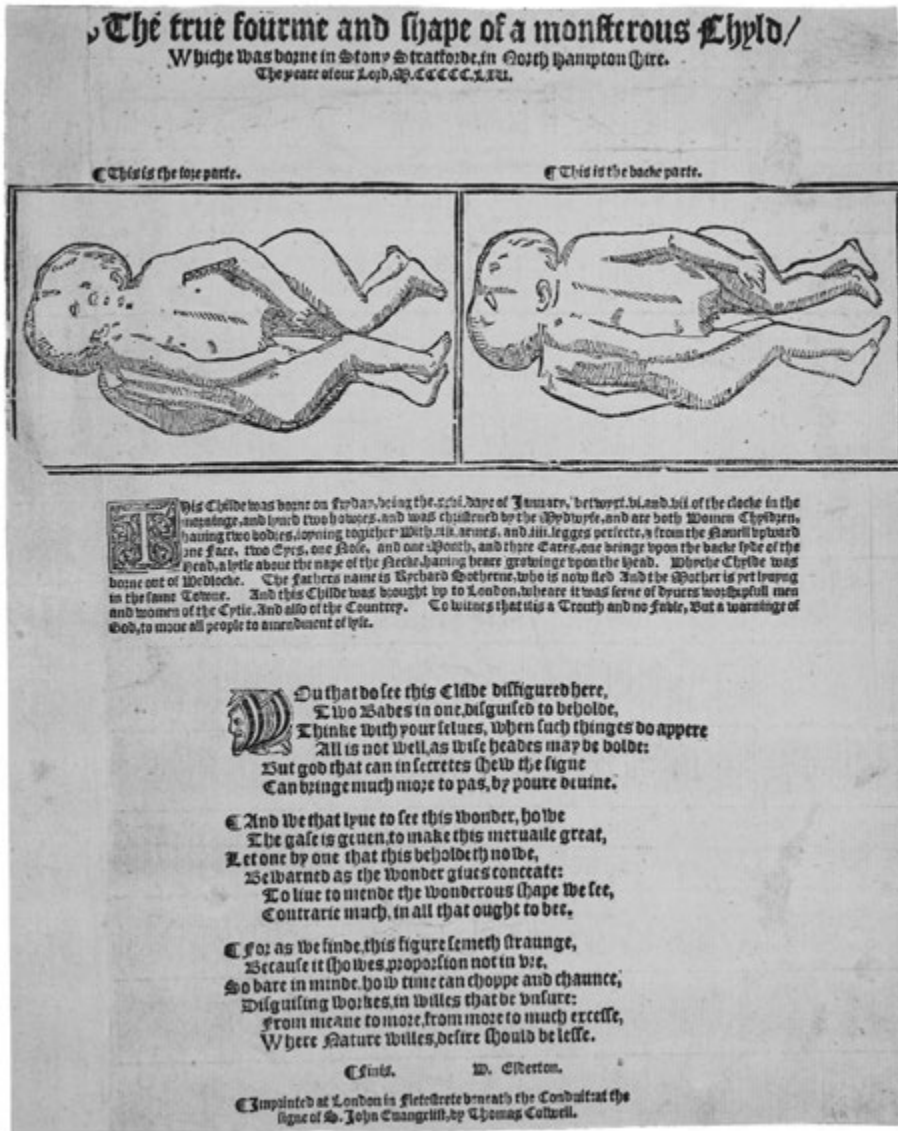 The true fourme and shape of a monsterous Chyld/
Whiche was borne in Stony Stratforde, in North Hampton shire.
The yeare of our Lord, M.CCCCC.LXV.
¶ This is the fore parte.
¶ This is the backe parte.
THis Childe was borne on fryday, being the .xxvi. daye of January, betwyxt .vi. and .vii of the clocke in the
morninge, and lyued two howres, and was christened by the Mydwyfe, and are both Women Chyldren,
hauing two bodies, ioyning togither With .iiii. armes, and .iiii. legges perfecte, & from the Nauell vpward
one Face, two Eyes, one Nose, and one Mouth, and three Eares, one beinge vpon the backe syde of the
Head, a lytle aboue the nape of the Necke, hauing heare growinge vpon the Head. Whyche Chylde was
borne out of Wedlocke. The fathers name is Rychard Sotherne, who is now fled And the Mother is yet lyuyng
in the same Towne. And this Childe was brought vp to London, wheare it was seene of dyuers worshipfull men
and women of the Cytie. And also of the Countrey. To witnes that it is a Trouth and no Fable, But a warninge of
God, to moue all people to amendment of lyfe.
YOu that do see this Childe disfigured here,
Two Babes in one, disguised to beholde,
Thinke with your selues, when such thinges do appere
All is not well, as wise heades may be bolde:
But god that can in secretes shew the signe
Can bringe much more to pas, by poure deuine.
¶ And we that lyue to see this wonder, howe
The gase is geuen, to make this meruaile great,
Let one by one that this beholdeth nowe,
Be warned as the wonder giues conceate:
To liue to mende the wonderous shape we see,
Contrarie much, in all that ought to bee.
¶ For as we finde, this figure semeth straunge,
Because it showes, proporsion not in vre,
So bare in minde, how time can choppe and chaunce,
Disguising workes, in willes that be vnsure:
From meane to more, from more to much excesse,
Where Nature willes, desire should be lesse.
¶ Finis. W. Elderton.
¶ Imprinted at London in Fletestrete beneath the Conduit: at the
signe of S. John Euangelist, by Thomas Colwell.